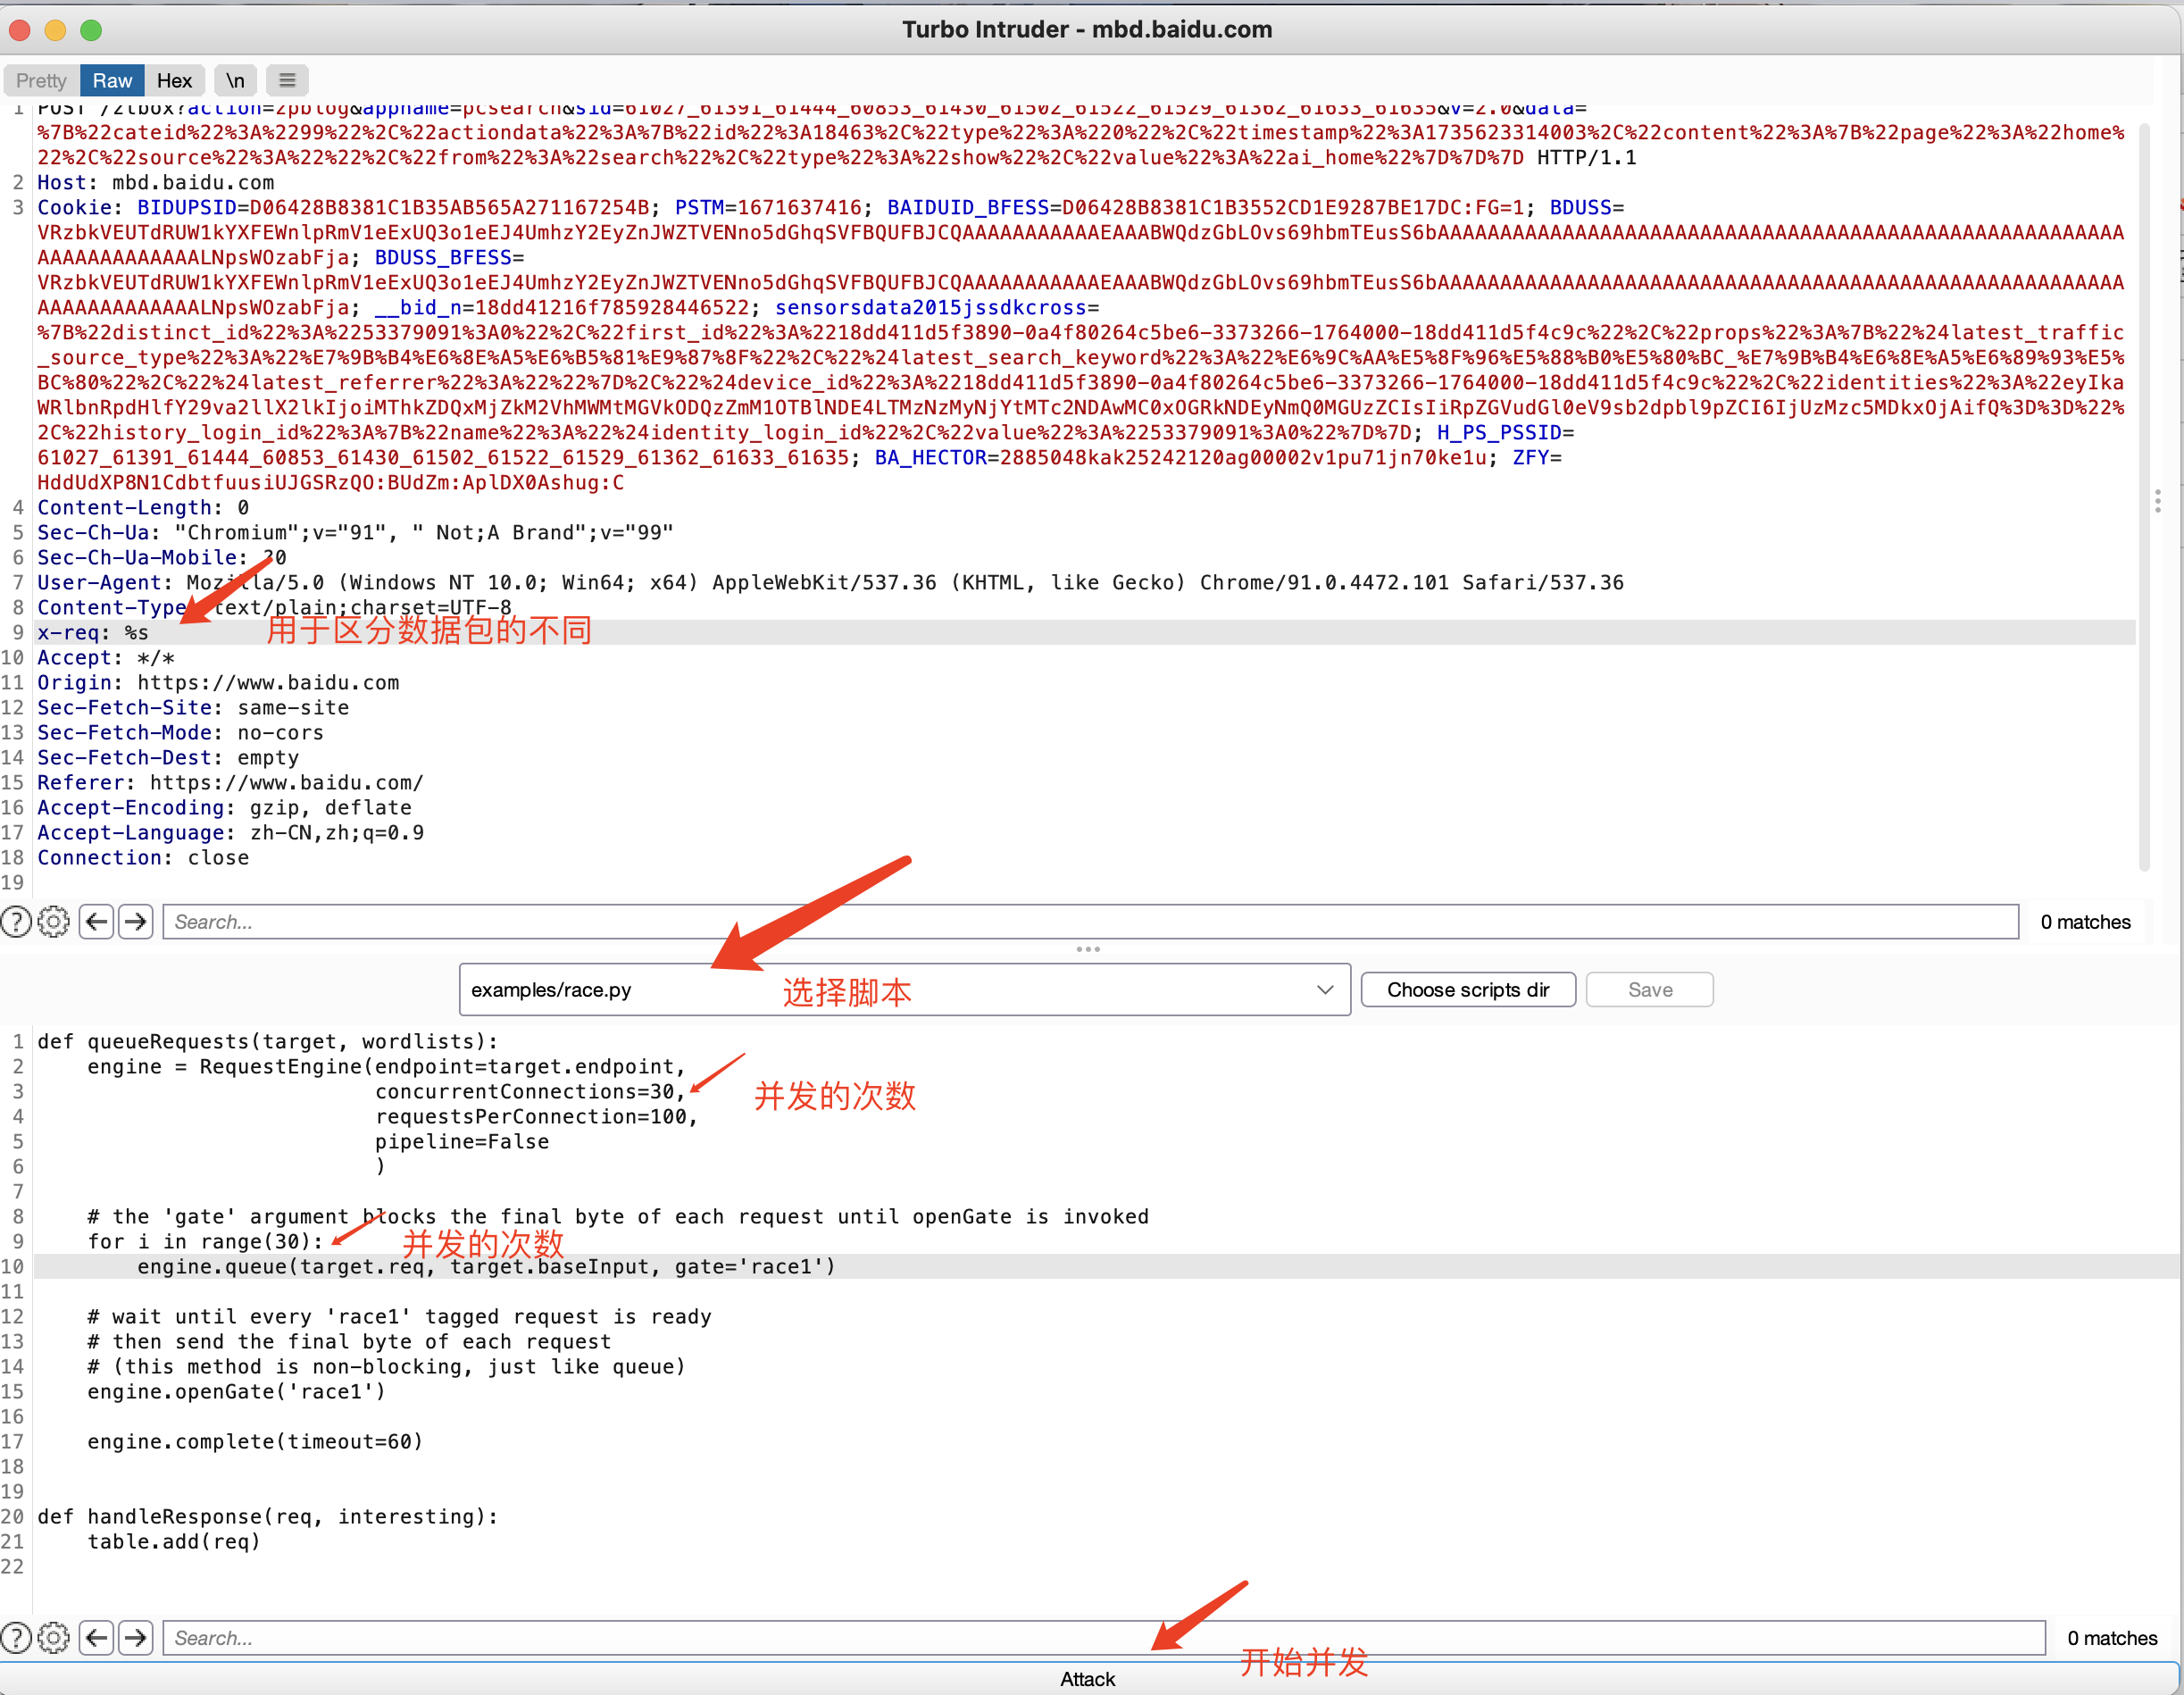 Turbo Intruder - mbd.baidu.com
Pretty Raw Hex \n
1 POST /ztbox?action=zpblog&appname=pcsearch&sid=61027_61391_61444_60853_61430_61502_61522_61529_61362_61633_61635&v=2.0&data=
%7B%22cateid%22%3A%2299%22%2C%22actiondata%22%3A%7B%22id%22%3A18463%2C%22type%22%3A%220%22%2C%22timestamp%22%3A1735623314003%2C%22content%22%3A%7B%22page%22%3A%22home%
22%2C%22source%22%3A%22%22%2C%22from%22%3A%22search%22%2C%22type%22%3A%22show%22%2C%22value%22%3A%22ai_home%22%7D%7D%7D HTTP/1.1
2 Host: mbd.baidu.com
3 Cookie: BIDUPSID=D06428B8381C1B35AB565A271167254B; PSTM=1671637416; BAIDUID_BFESS=D06428B8381C1B3552CD1E9287BE17DC:FG=1; BDUSS=
BDUSS_BFESS=
__bid_n=18dd41216f785928446522; sensorsdata2015jssdkcross=
%7B%22distinct_id%22%3A%2253379091%3A0%22%2C%22first_id%22%3A%2218dd411d5f3890-0a4f80264c5be6-3373266-1764000-18dd411d5f4c9c%22%2C%22props%22%3A%7B%22%24latest_traffic
_source_type%22%3A%22%E7%9B%B4%E6%8E%A5%E6%B5%81%E9%87%8F%22%2C%22%24latest_search_keyword%22%3A%22%E6%9C%AA%E5%8F%96%E5%88%B0%E5%80%BC_%E7%9B%B4%E6%8E%A5%E6%89%93%E5%
BC%80%22%2C%22%24latest_referrer%22%3A%22%22%7D%2C%22%24device_id%22%3A%2218dd411d5f3890-0a4f80264c5be6-3373266-1764000-18dd411d5f4c9c%22%2C%22identities%22%3A%22eyIka
WRlbnRpdHlfY29va2llX2lkIjoiMThkZDQxMjZkM2VhMWMtMGVkODQzZmM1OTBlNDE4LTMzNzMyNjYtMTc2NDAwMC0xOGRkNDEyNmQ0MGUzZCIsIiRpZGVudGl0eV9sb2dpbl9pZCI6IjUzMzc5MDkxOjAifQ%3D%3D%22%
2C%22history_login_id%22%3A%7B%22name%22%3A%22%24identity_login_id%22%2C%22value%22%3A%2253379091%3A0%22%7D%7D; H_PS_PSSID=
61027_61391_61444_60853_61430_61502_61522_61529_61362_61633_61635; BA_HECTOR=2885048kak25242120ag00002v1pu71jn70ke1u; ZFY=
HddUdXP8N1CdbtfuusiUJGSRzQO:BUdZm:AplDX0Ashug:C
4 Content-Length: 0
5 Sec-Ch-Ua: "Chromium";v="91", " Not;A Brand";v="99"
6 Sec-Ch-Ua-Mobile: ?0
7 User-Agent: Mozilla/5.0 (Windows NT 10.0; Win64; x64) AppleWebKit/537.36 (KHTML, like Gecko) Chrome/91.0.4472.101 Safari/537.36
8 Content-Type: text/plain;charset=UTF-8
9 x-req: %s 用于区分数据包的不同
10 Accept: */*
11 Origin: https://www.baidu.com
12 Sec-Fetch-Site: same-site
13 Sec-Fetch-Mode: no-cors
14 Sec-Fetch-Dest: empty
15 Referer: https://www.baidu.com/
16 Accept-Encoding: gzip, deflate
17 Accept-Language: zh-CN,zh;q=0.9
18 Connection: close
19
Search... 0 matches
examples/race.py 选择脚本 Choose scripts dir Save
1 def queueRequests(target, wordlists):
2 engine = RequestEngine(endpoint=target.endpoint,
3 concurrentConnections=30, 并发的次数
4 requestsPerConnection=100,
5 pipeline=False
6 )
7
8 # the 'gate' argument blocks the final byte of each request until openGate is invoked
9 for i in range(30): 并发的次数
10 engine.queue(target.req, target.baseInput, gate='race1')
11
12 # wait until every 'race1' tagged request is ready
13 # then send the final byte of each request
14 # (this method is non-blocking, just like queue)
15 engine.openGate('race1')
16
17 engine.complete(timeout=60)
18
19
20 def handleResponse(req, interesting):
21 table.add(req)
22
Search... 0 matches
开始并发
Attack